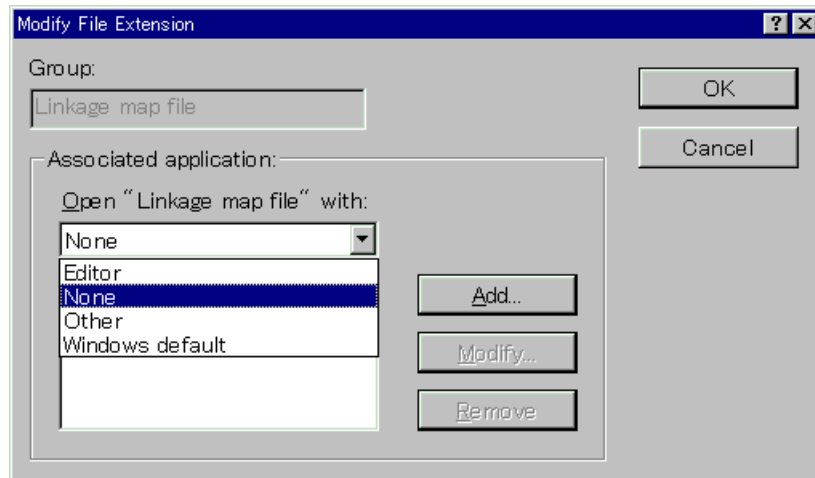 Modify File Extension
Group:
Linkage map file
OK
Cancel
Associated application:
Open "Linkage map file" with:
None
Editor
None
Other
Windows default
Add...
Modify...
Remove